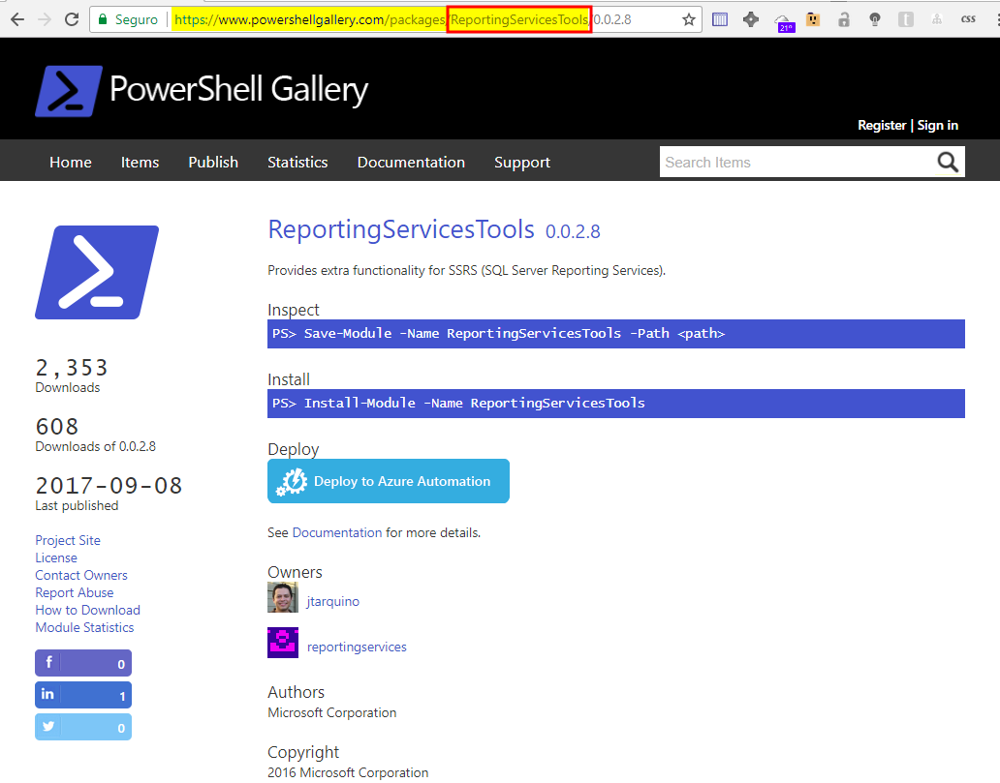 Seguro https://www.powershellgallery.com/packages/ReportingServicesTools/0.0.2.8
21°
t
CSS
PowerShell Gallery
Register | Sign in
Home Items Publish Statistics Documentation Support
Search Items
ReportingServicesTools 0.0.2.8
Provides extra functionality for SSRS (SQL Server Reporting Services).
Inspect
PS> Save-Module -Name ReportingServicesTools -Path <path>
2,353
Downloads
Install
PS> Install-Module -Name ReportingServicesTools
608
Downloads of 0.0.2.8
Deploy
Deploy to Azure Automation
2017-09-08
Last published
See Documentation for more details.
Project Site
License
Contact Owners
Report Abuse
How to Download
Module Statistics
f 0
in 1
0
Owners
jtarquino
reportingservices
Authors
Microsoft Corporation
Copyright
2016 Microsoft Corporation